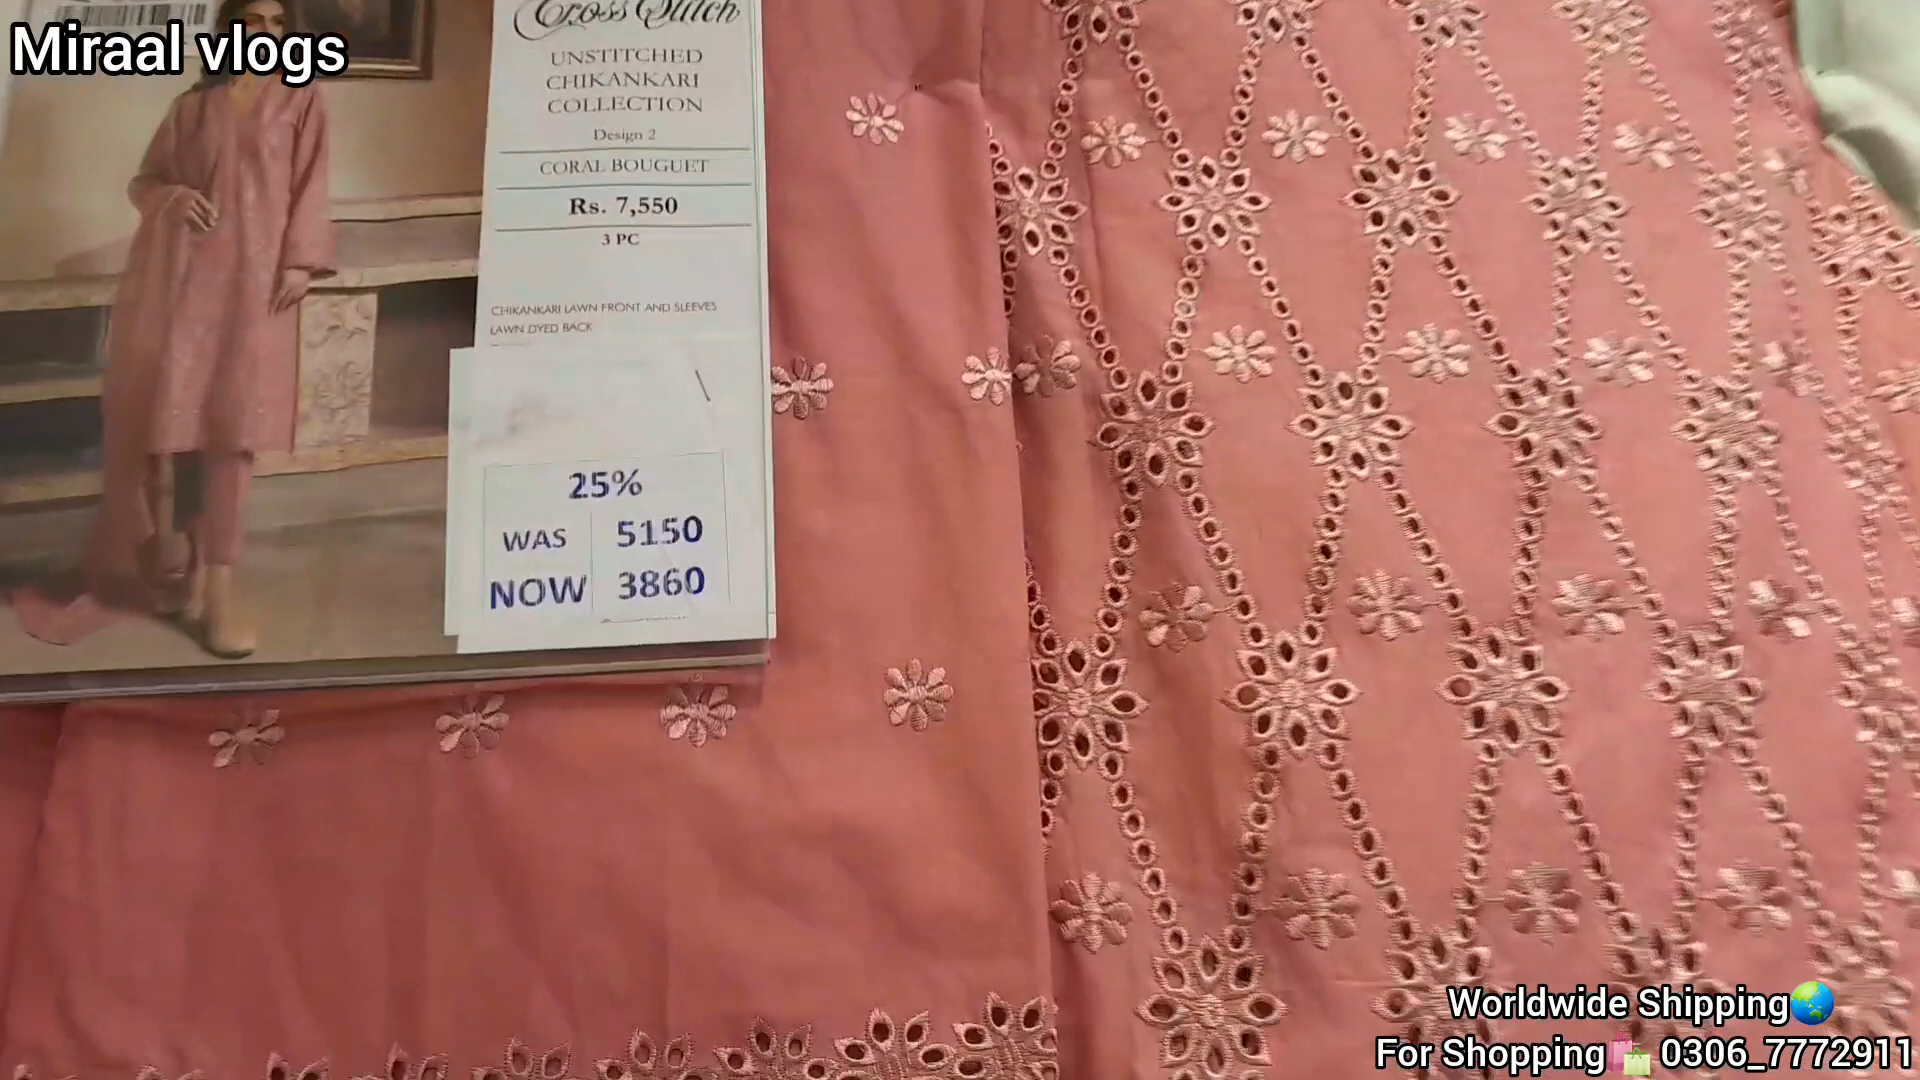 Miraal vlogs
Cross Stitch
UNSTITCHED
CHIKANKARI
COLLECTION
Design 2
CORAL BOUGUET
Rs. 7,550
3 PC
CHIKANKARI LAWN FRONT AND SLEEVES
LAWN DYED BACK
25%
WAS 5150
NOW 3860
Worldwide Shipping🌏
For Shopping🛍️ 0306_7772911